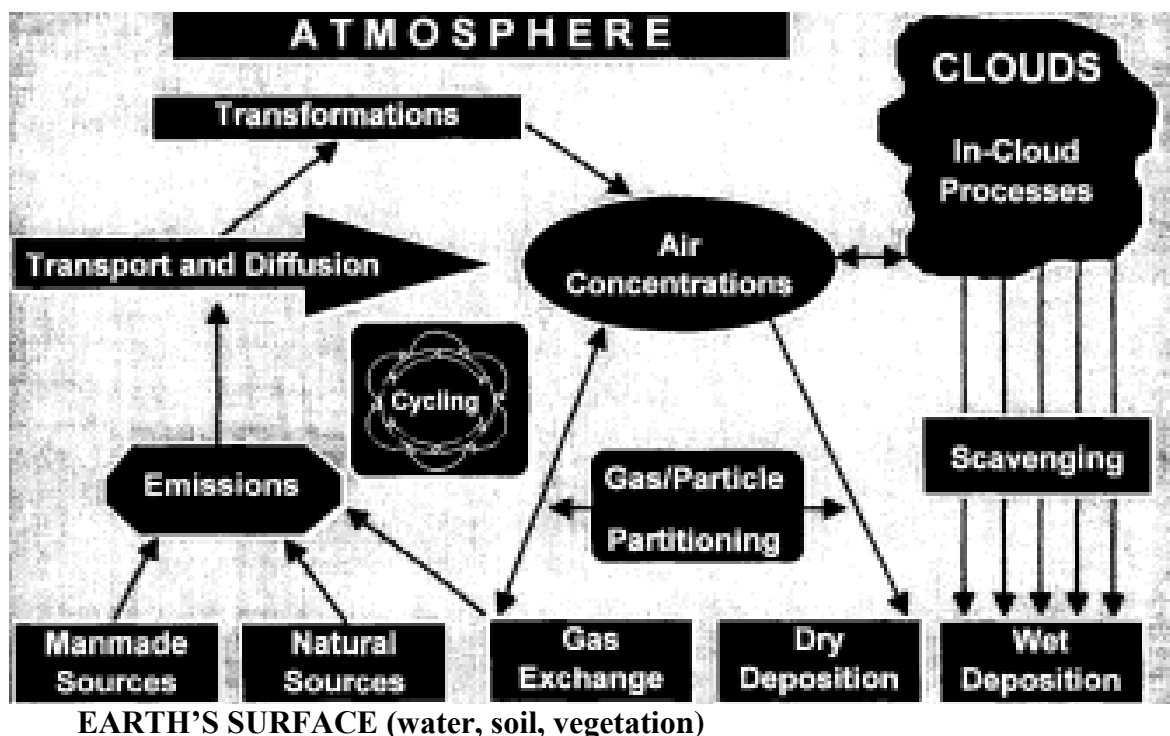 ATMOSPHERE
CLOUDS
In-Cloud
Processes
Transformations
Transport and Diffusion
Air
Concentrations
Cycling
Emissions
Gas/Particle
Partitioning
Scavenging
Manmade
Sources
Natural
Sources
Gas
Exchange
Dry
Deposition
Wet
Deposition
EARTH'S SURFACE (water, soil, vegetation)